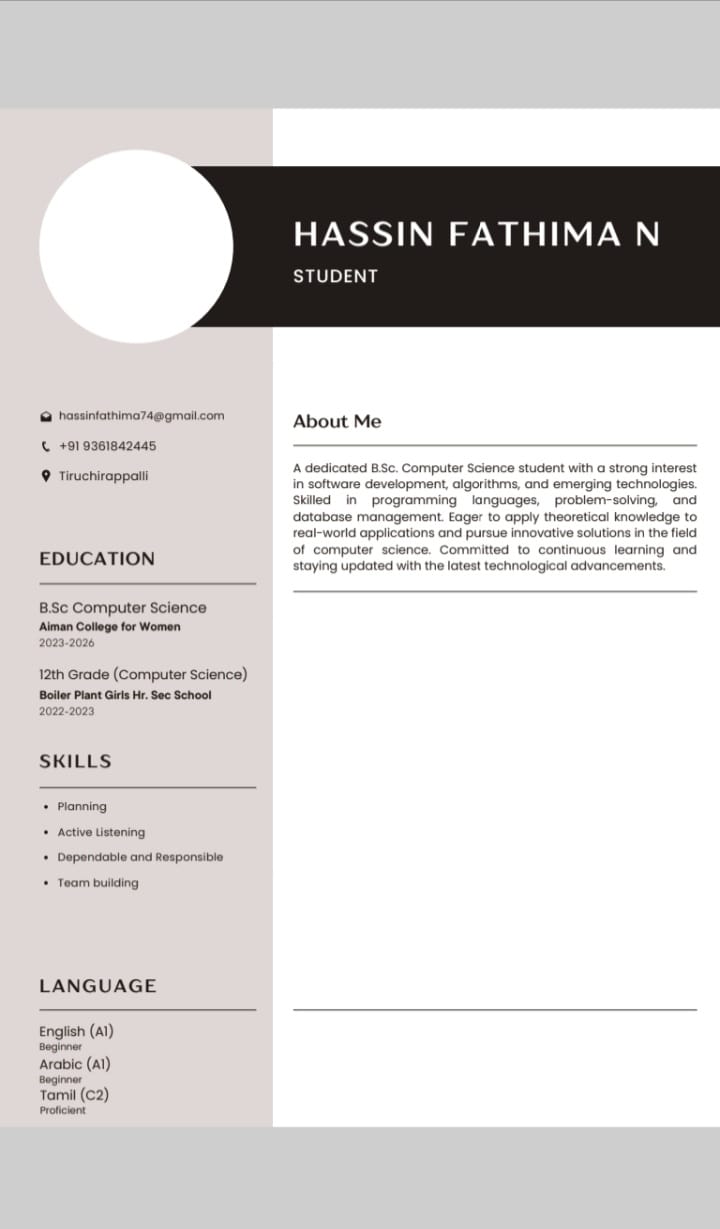 HASSIN FATHIMA N
STUDENT
hassinfathima74@gmail.com
+91 9361842445
Tiruchirappalli
EDUCATION
B.Sc Computer Science
Aiman College for Women
2023-2026
12th Grade (Computer Science)
Boiler Plant Girls Hr. Sec School
2022-2023
SKILLS
• Planning
• Active Listening
• Dependable and Responsible
• Team building
LANGUAGE
English (A1)
Beginner
Arabic (A1)
Beginner
Tamil (C2)
Proficient
About Me
A dedicated B.Sc. Computer Science student with a strong interest
in software development, algorithms, and emerging technologies.
Skilled in programming languages, problem-solving, and
database management. Eager to apply theoretical knowledge to
real-world applications and pursue innovative solutions in the field
of computer science. Committed to continuous learning and
staying updated with the latest technological advancements.